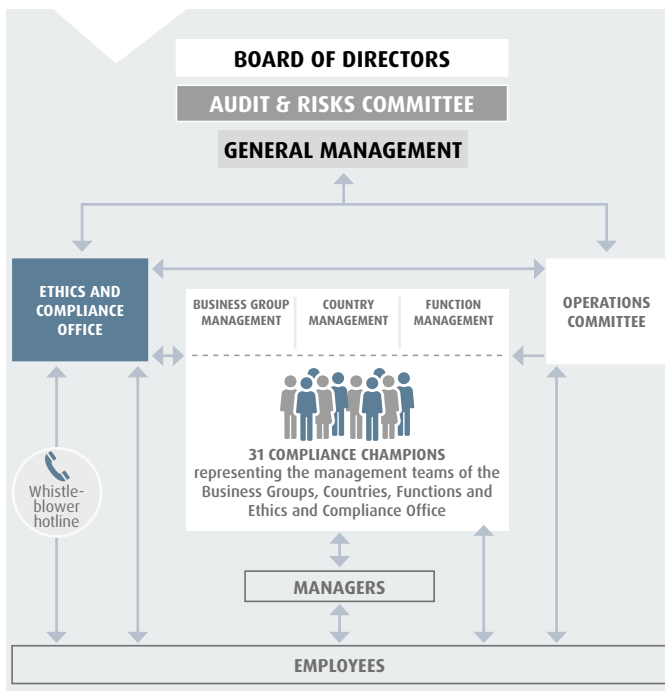 BOARD OF DIRECTORS
AUDIT & RISKS COMMITTEE
GENERAL MANAGEMENT
ETHICS AND
COMPLIANCE
OFFICE
BUSINESS GROUP
MANAGEMENT
COUNTRY
MANAGEMENT
FUNCTION
MANAGEMENT
OPERATIONS
COMMITTEE
31 COMPLIANCE CHAMPIONS
representing the management teams of the
Business Groups, Countries, Functions and
Ethics and Compliance Office
Whistle-
blower
hotline
MANAGERS
EMPLOYEES